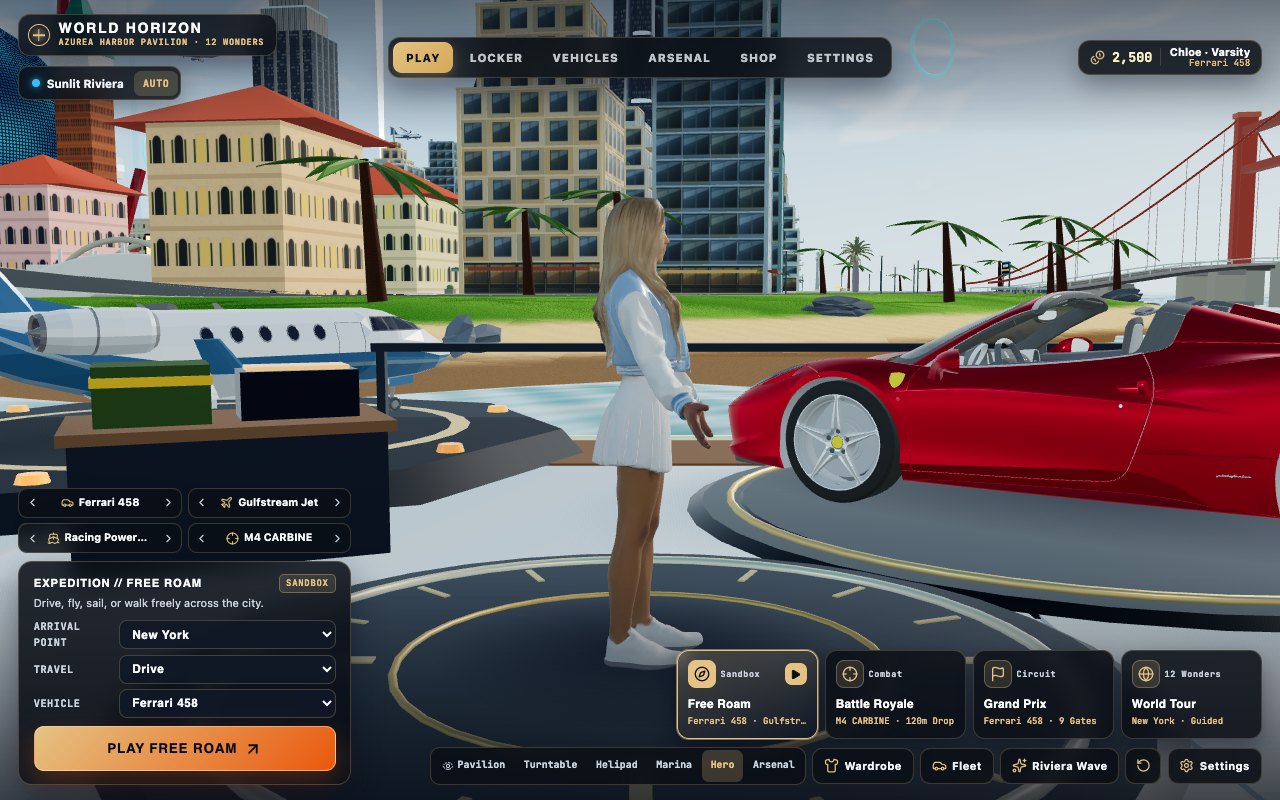 WORLD HORIZON
AZUREA HARBOR PAVILION · 12 WONDERS
Sunlit Riviera AUTO
PLAY LOCKER VEHICLES ARSENAL SHOP SETTINGS
2,500
Chloe · Varsity
Ferrari 458
Ferrari 458
Gulfstream Jet
Racing Power...
M4 CARBINE
EXPEDITION // FREE ROAM SANDBOX
Drive, fly, sail, or walk freely across the city.
ARRIVAL POINT New York
TRAVEL Drive
VEHICLE Ferrari 458
PLAY FREE ROAM
Sandbox
Free Roam
Ferrari 458 · Gulfstr…
Combat
Battle Royale
M4 CARBINE · 120m Drop
Circuit
Grand Prix
Ferrari 458 · 9 Gates
12 Wonders
World Tour
New York · Guided
Pavilion Turntable Helipad Marina Hero Arsenal
Wardrobe Fleet Riviera Wave Settings